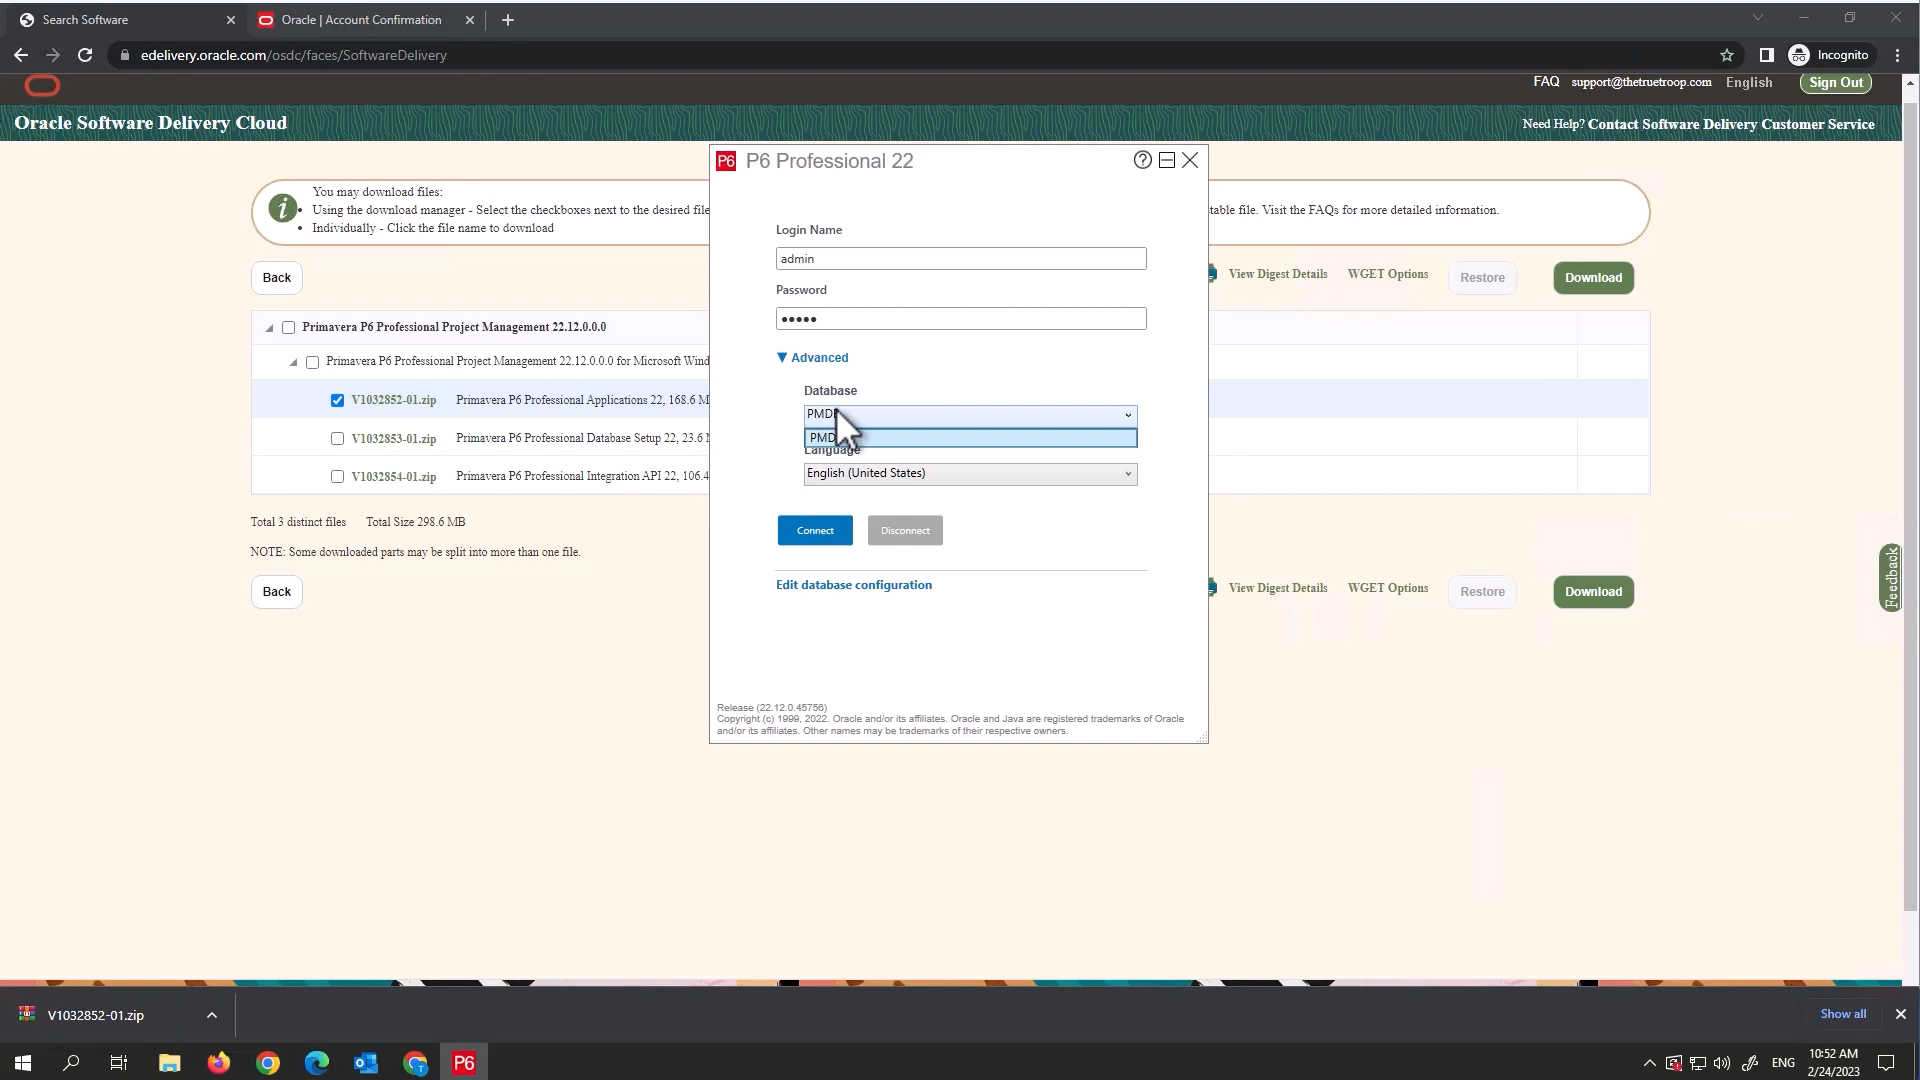 Search Software
Oracle | Account Confirmation
edelivery.oracle.com/osdc/faces/SoftwareDelivery
Incognito
FAQ
support@thetruetroop.com
English
Sign Out
Oracle Software Delivery Cloud
Need Help? Contact Software Delivery Customer Service
P6 P6 Professional 22
You may download files:
Using the download manager - Select the checkboxes next to the desired file
table file. Visit the FAQs for more detailed information.
Individually - Click the file name to download
Login Name
admin
Password
Back
View Digest Details
WGET Options
Restore
Download
Primavera P6 Professional Project Management 22.12.0.0.0
Primavera P6 Professional Project Management 22.12.0.0.0 for Microsoft Wind
Advanced
Database
V1032852-01.zip Primavera P6 Professional Applications 22, 168.6 M
V1032853-01.zip Primavera P6 Professional Database Setup 22, 23.6
Language
V1032854-01.zip Primavera P6 Professional Integration API 22, 106.4
English (United States)
Total 3 distinct files Total Size 298.6 MB
Connect
Disconnect
NOTE: Some downloaded parts may be split into more than one file.
Edit database configuration
Back
View Digest Details
WGET Options
Restore
Download
Feedback
Release (22.12.0.45756)
Copyright (c) 1999, 2022. Oracle and/or its affiliates. Oracle and Java are registered trademarks of Oracle
and/or its affiliates. Other names may be trademarks of their respective owners.
V1032852-01.zip
Show all
P6
ENG
10:52 AM
2/24/2023